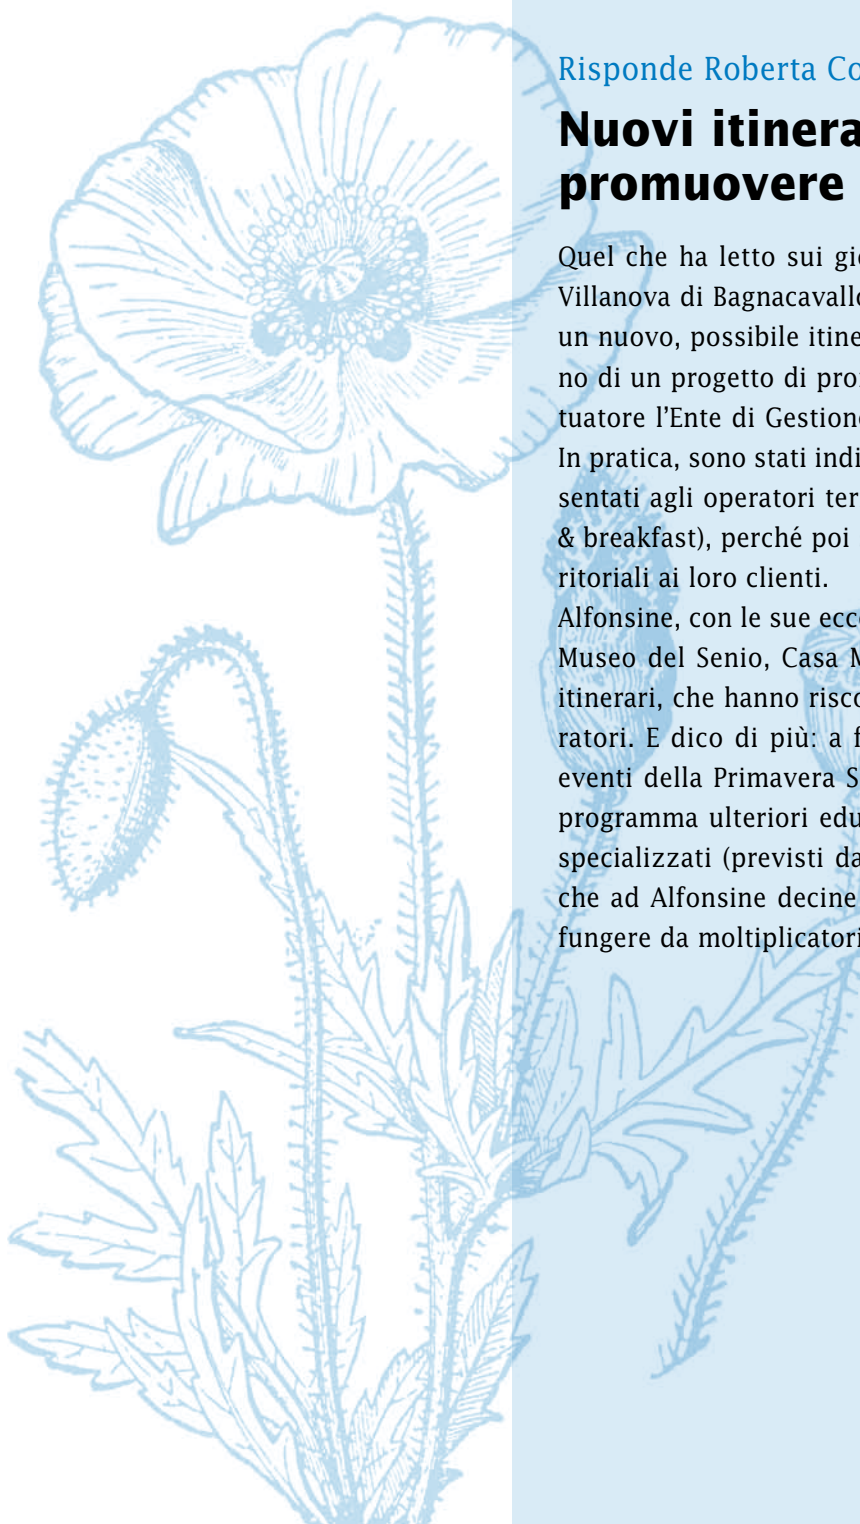 Risponde Roberta Co
Nuovi itinera
promuovere
Quel che ha letto sui gio
Villanova di Bagnacavallo
un nuovo, possibile itine
no di un progetto di pro
tuatore l'Ente di Gestione
In pratica, sono stati indi
sentati agli operatori ter
& breakfast), perché poi
ritoriali ai loro clienti.
Alfonsine, con le sue ecc
Museo del Senio, Casa M
itinerari, che hanno risco
ratori. E dico di più: a f
eventi della Primavera S
programma ulteriori edu
specializzati (previsti da
che ad Alfonsine decine
fungere da moltiplicatori